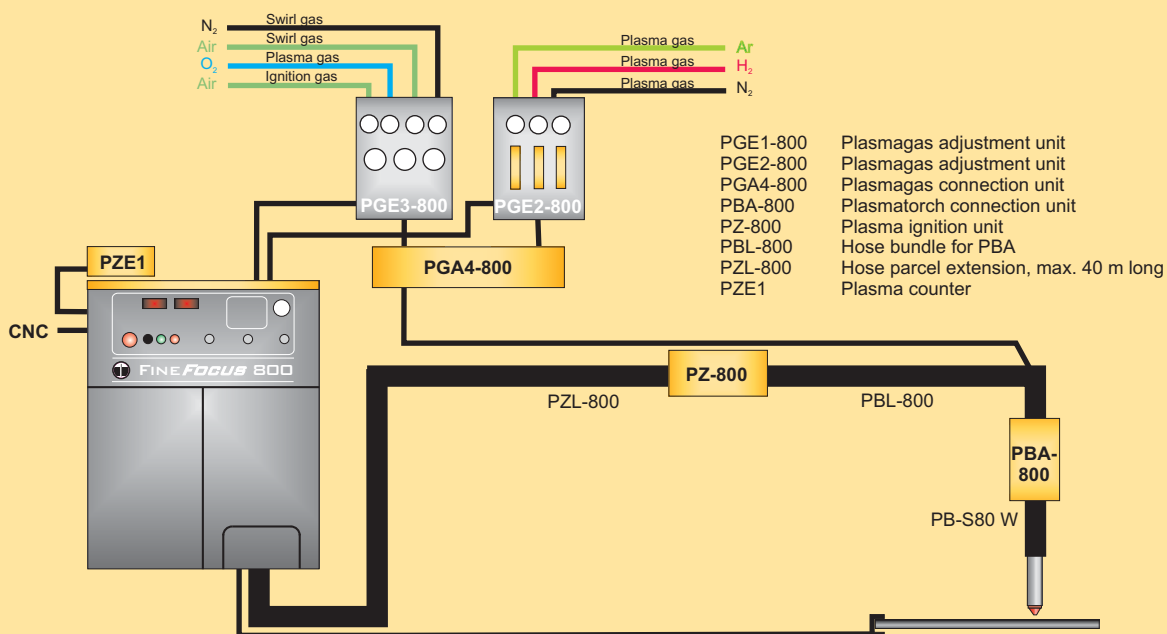 N₂ Swirl gas
Air Swirl gas
O₂ Plasma gas
Air Ignition gas
Plasma gas Ar
Plasma gas H₂
Plasma gas N₂
PGE3-800
PGE2-800
PGE1-800 Plasmagas adjustment unit
PGE2-800 Plasmagas adjustment unit
PGA4-800 Plasmagas connection unit
PBA-800 Plasmatorch connection unit
PZ-800 Plasma ignition unit
PBL-800 Hose bundle for PBA
PZL-800 Hose parcel extension, max. 40 m long
PZE1 Plasma counter
PZE1
PGA4-800
CNC
FINEFOCUS 800
PZ-800
PZL-800
PBL-800
PBA-
800
PB-S80 W